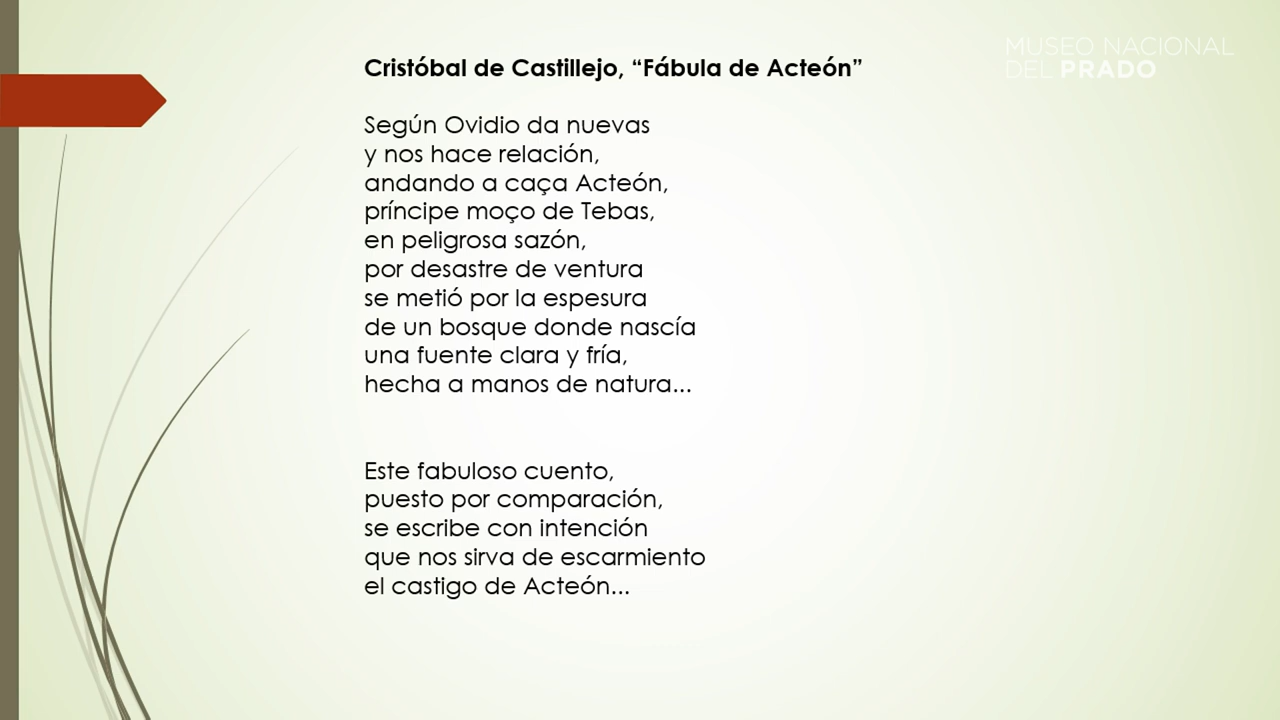 MUSEO NACIONAL
DEL PRADO
Cristóbal de Castillejo, “Fábula de Acteón”
Según Ovidio da nuevas
y nos hace relación,
andando a caça Acteón,
príncipe moço de Tebas,
en peligrosa sazón,
por desastre de ventura
se metió por la espesura
de un bosque donde nascía
una fuente clara y fría,
hecha a manos de natura...
Este fabuloso cuento,
puesto por comparación,
se escribe con intención
que nos sirva de escarmiento
el castigo de Acteón...